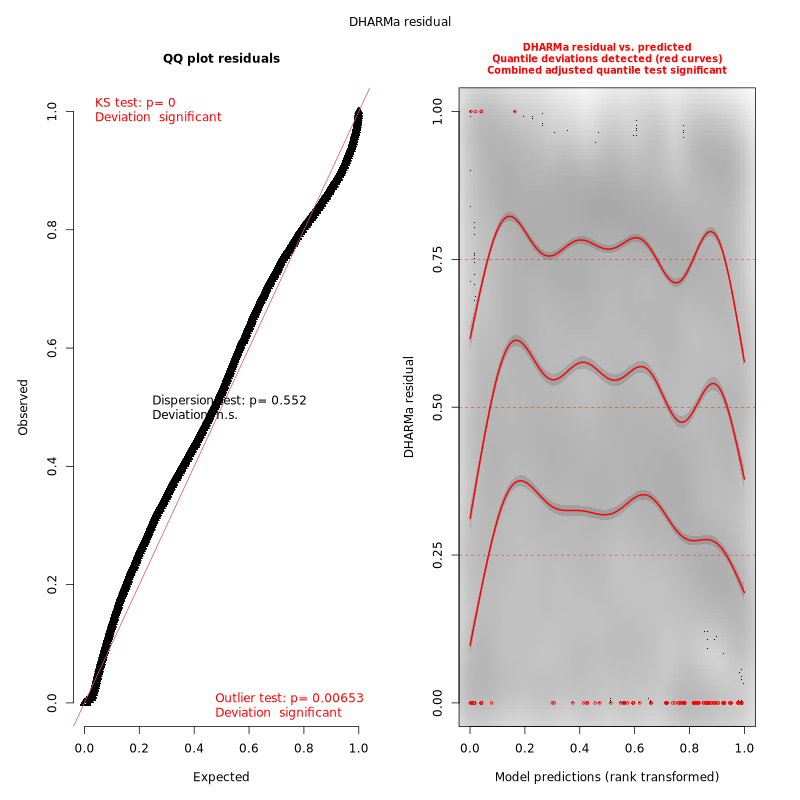 DHARMa residual
QQ plot residuals
KS test: p= 0
Deviation significant
Dispersion test: p= 0.552
Deviation n.s.
Outlier test: p= 0.00653
Deviation significant
Observed
0.0
0.2
0.4
0.6
0.8
1.0
0.0 0.2 0.4 0.6 0.8 1.0
Expected
DHARMa residual vs. predicted
Quantile deviations detected (red curves)
Combined adjusted quantile test significant
DHARMa residual
0.00
0.25
0.50
0.75
1.00
0.0 0.2 0.4 0.6 0.8 1.0
Model predictions (rank transformed)